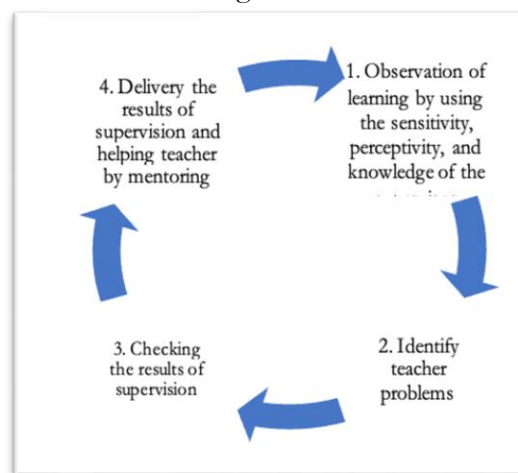 1. Observation of
learning by using
the sensitivity,
perceptivity, and
knowledge of the
2. Identify
teacher
problems
3. Checking
the results of
supervision
4. Delivery the
results of
supervision and
helping teacher
by mentoring